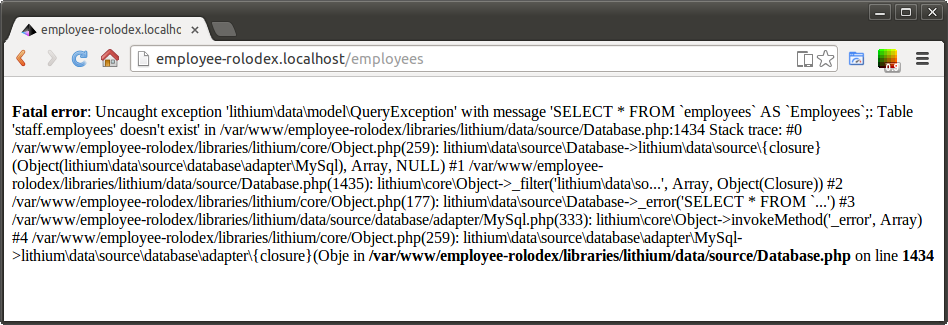 employee-rolodex.localho
employee-rolodex.localhost/employees
0.9
Fatal error: Uncaught exception 'lithium\data\model\QueryException' with message 'SELECT * FROM `employees` AS `Employees`;: Table
'staff.employees' doesn't exist' in /var/www/employee-rolodex/libraries/lithium/data/source/Database.php:1434 Stack trace: #0
/var/www/employee-rolodex/libraries/lithium/core/Object.php(259): lithium\data\source\Database->lithium\data\source\{closure}
(Object(lithium\data\source\database\adapter\MySql), Array, NULL) #1 /var/www/employee-
rolodex/libraries/lithium/data/source/Database.php(1435): lithium\core\Object->_filter('lithium\data\so...', Array, Object(Closure)) #2
/var/www/employee-rolodex/libraries/lithium/core/Object.php(177): lithium\data\source\Database->_error('SELECT * FROM `...') #3
/var/www/employee-rolodex/libraries/lithium/data/source/database/adapter/MySql.php(333): lithium\core\Object->invokeMethod('_error', Array)
#4 /var/www/employee-rolodex/libraries/lithium/core/Object.php(259): lithium\data\source\database\adapter\MySql-
>lithium\data\source\database\adapter\{closure}(Obje in /var/www/employee-rolodex/libraries/lithium/data/source/Database.php on line 1434